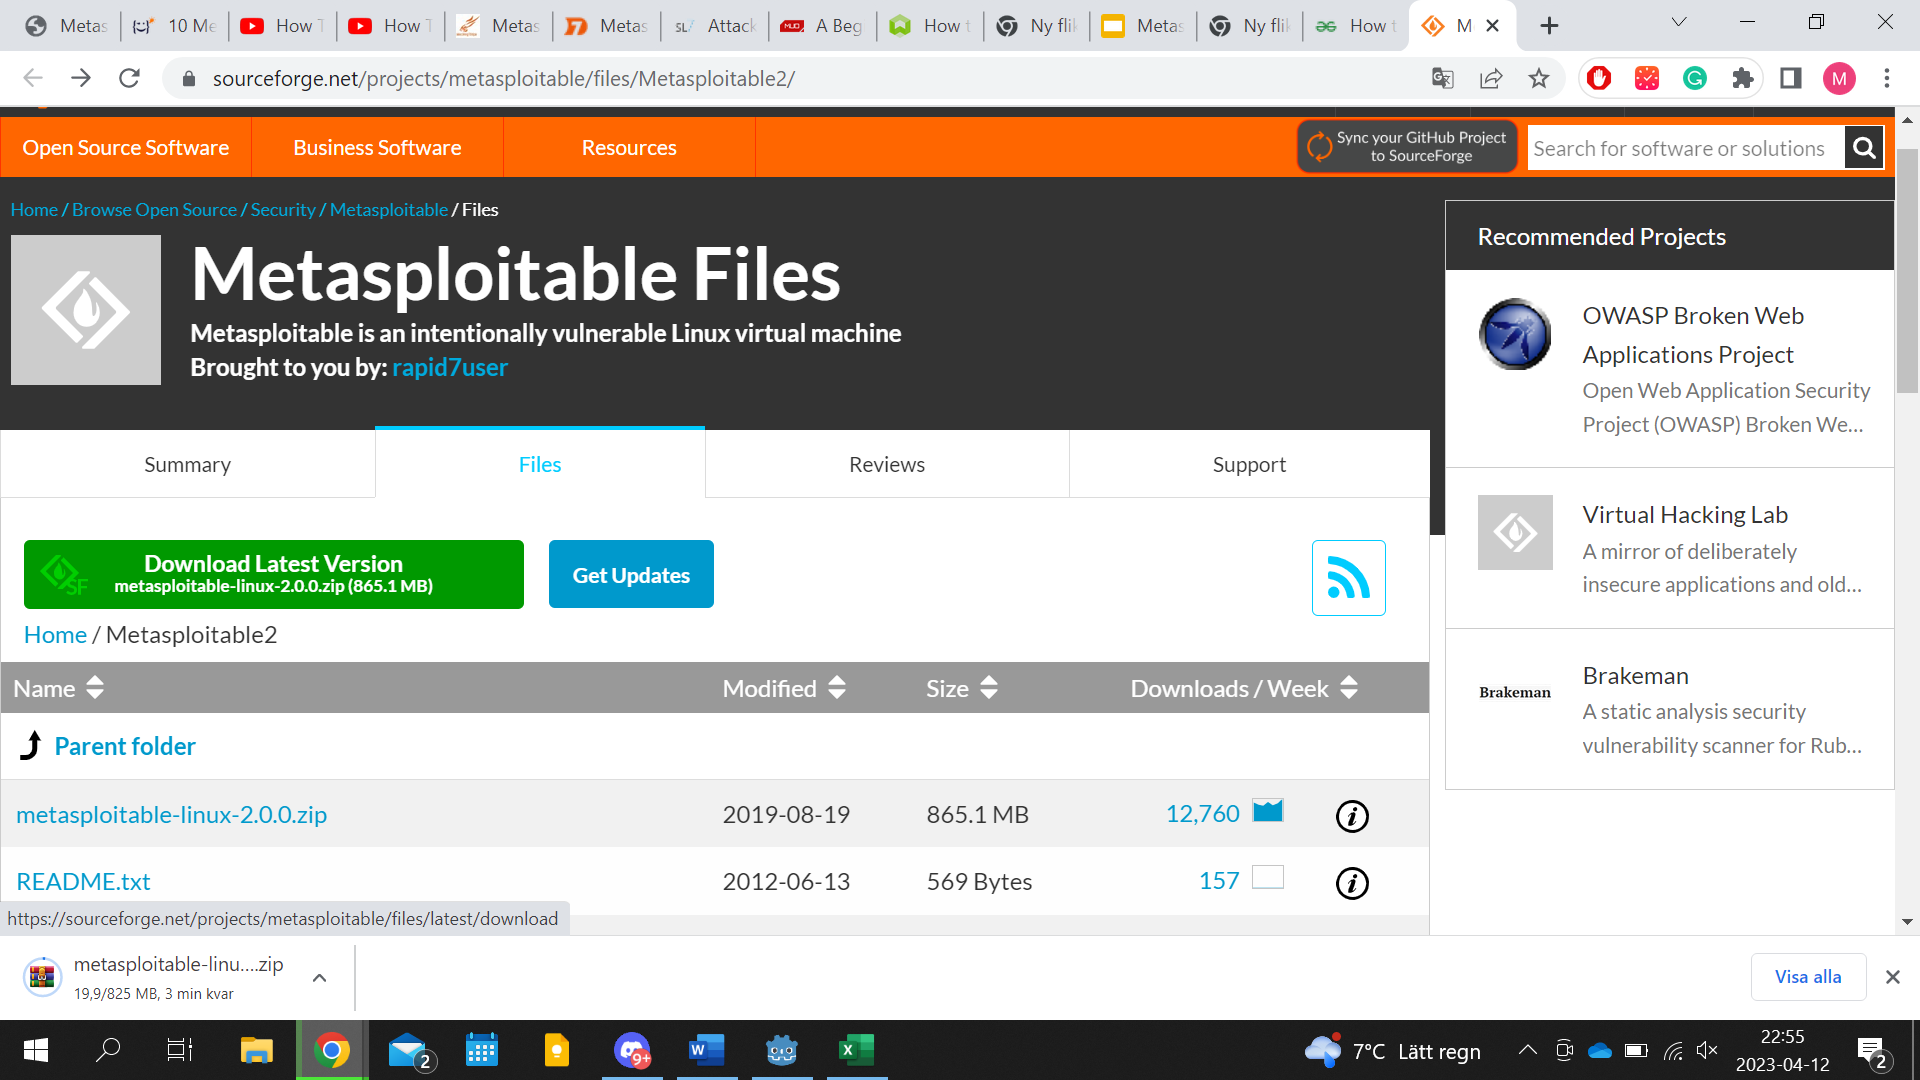 Metas
10 Me
How T
How T
Metas
Metas
SL7
Attack
MUO
A Beg
How t
Ny flik
Metas
Ny flik
How t
M
sourceforge.net/projects/metasploitable/files/Metasploitable2/
M
Open Source Software
Business Software
Resources
Sync your GitHub Project
to SourceForge
Search for software or solutions
Home / Browse Open Source / Security / Metasploitable / Files
Metasploitable Files
Metasploitable is an intentionally vulnerable Linux virtual machine
Brought to you by: rapid7user
Summary
Files
Reviews
Support
SF
Download Latest Version
metasploitable-linux-2.0.0.zip (865.1 MB)
Get Updates
Home / Metasploitable2
Name
Modified
Size
Downloads / Week
Parent folder
metasploitable-linux-2.0.0.zip
2019-08-19
865.1 MB
12,760
i
README.txt
2012-06-13
569 Bytes
157
i
Recommended Projects
OWASP Broken Web
Applications Project
Open Web Application Security
Project (OWASP) Broken We...
Virtual Hacking Lab
A mirror of deliberately
insecure applications and old...
Brakeman
Brakeman
A static analysis security
vulnerability scanner for Rub...
https://sourceforge.net/projects/metasploitable/files/latest/download
metasploitable-linu....zip
19,9/825 MB, 3 min kvar
Visa alla
2
9+
W
X
7°C Lätt regn
22:55
2023-04-12
2